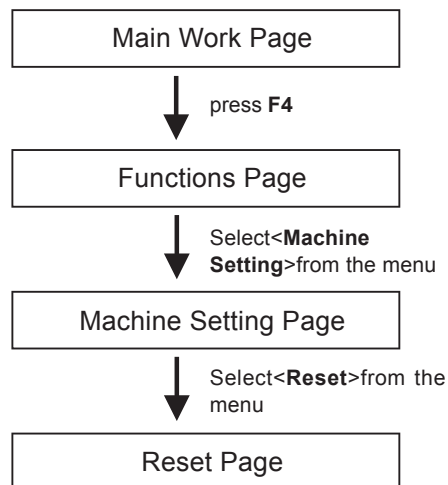 Main Work Page
press F4
Functions Page
Select<Machine
Setting>from the menu
Machine Setting Page
Select<Reset>from the
menu
Reset Page